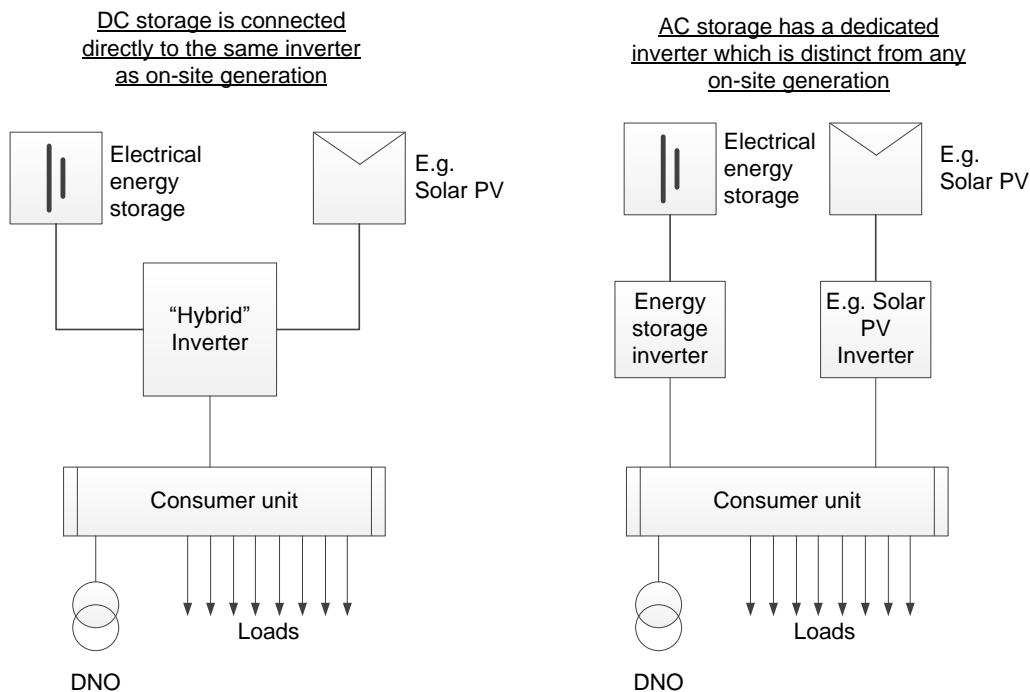 DC storage is connected
directly to the same inverter
as on-site generation
Electrical
energy
storage
E.g.
Solar PV
“Hybrid”
Inverter
Consumer unit
Loads
DNO
AC storage has a dedicated
inverter which is distinct from any
on-site generation
Electrical
energy
storage
E.g.
Solar PV
Energy
storage
inverter
E.g. Solar
PV
Inverter
Consumer unit
Loads
DNO